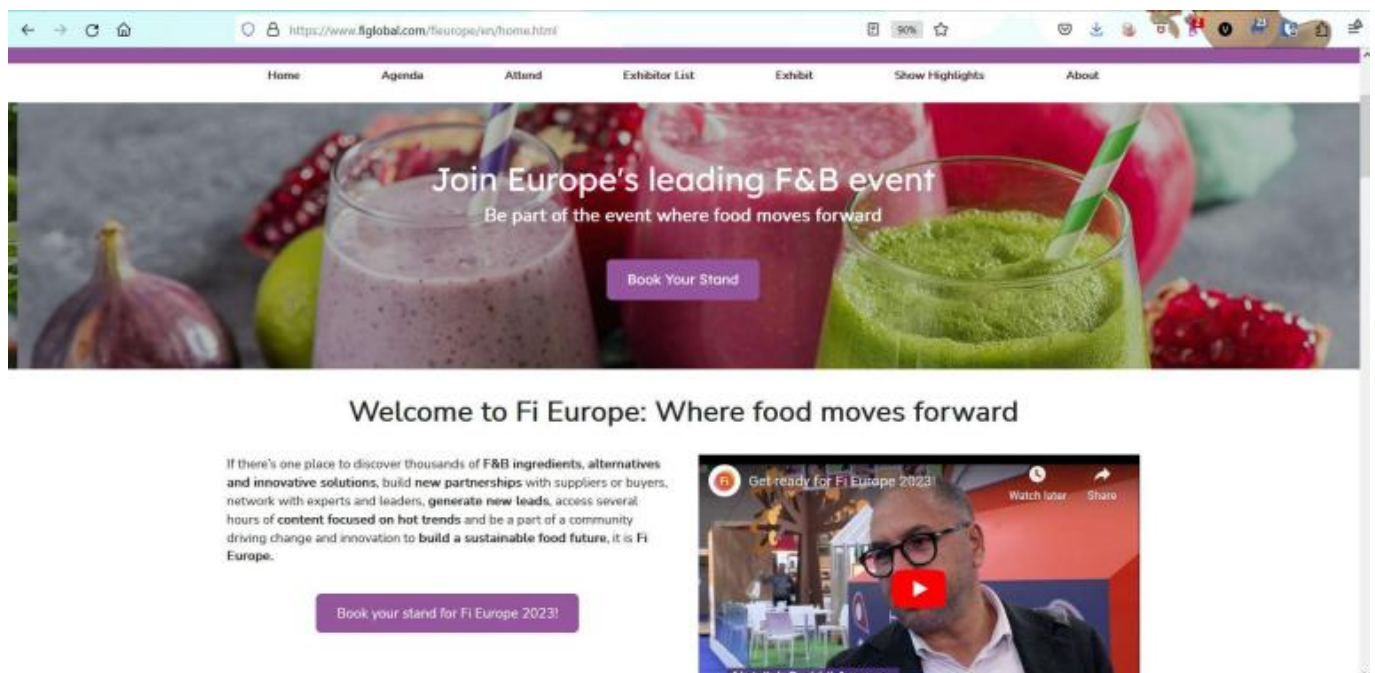 https://www.figlobal.com/fieurope/en/home.html
90%
Home Agenda Attend Exhibitor List Exhibit Show Highlights About
Join Europe's leading F&B event
Be part of the event where food moves forward
Book Your Stand
Welcome to Fi Europe: Where food moves forward
If there's one place to discover thousands of F&B ingredients, alternatives
and innovative solutions, build new partnerships with suppliers or buyers,
network with experts and leaders, generate new leads, access several
hours of content focused on hot trends and be a part of a community
driving change and innovation to build a sustainable food future, it is Fi
Europe.
Book your stand for Fi Europe 2023!
Fi
Get ready for Fi Europe 2023!
Watch later
Share